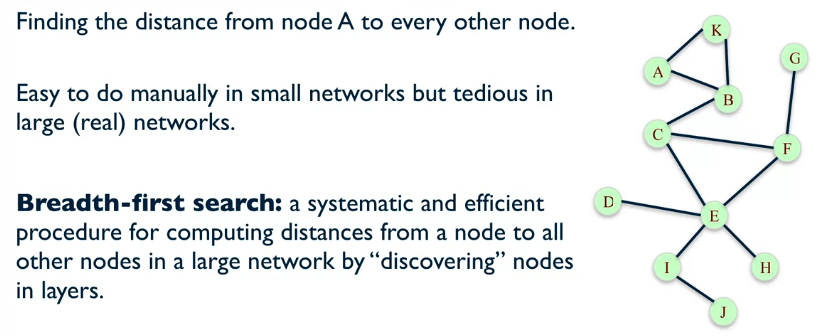 Finding the distance from node A to every other node.
Easy to do manually in small networks but tedious in
large (real) networks.
Breadth-first search: a systematic and efficient
procedure for computing distances from a node to all
other nodes in a large network by “discovering” nodes
in layers.
K
G
A
B
C
F
D
E
I
H
J